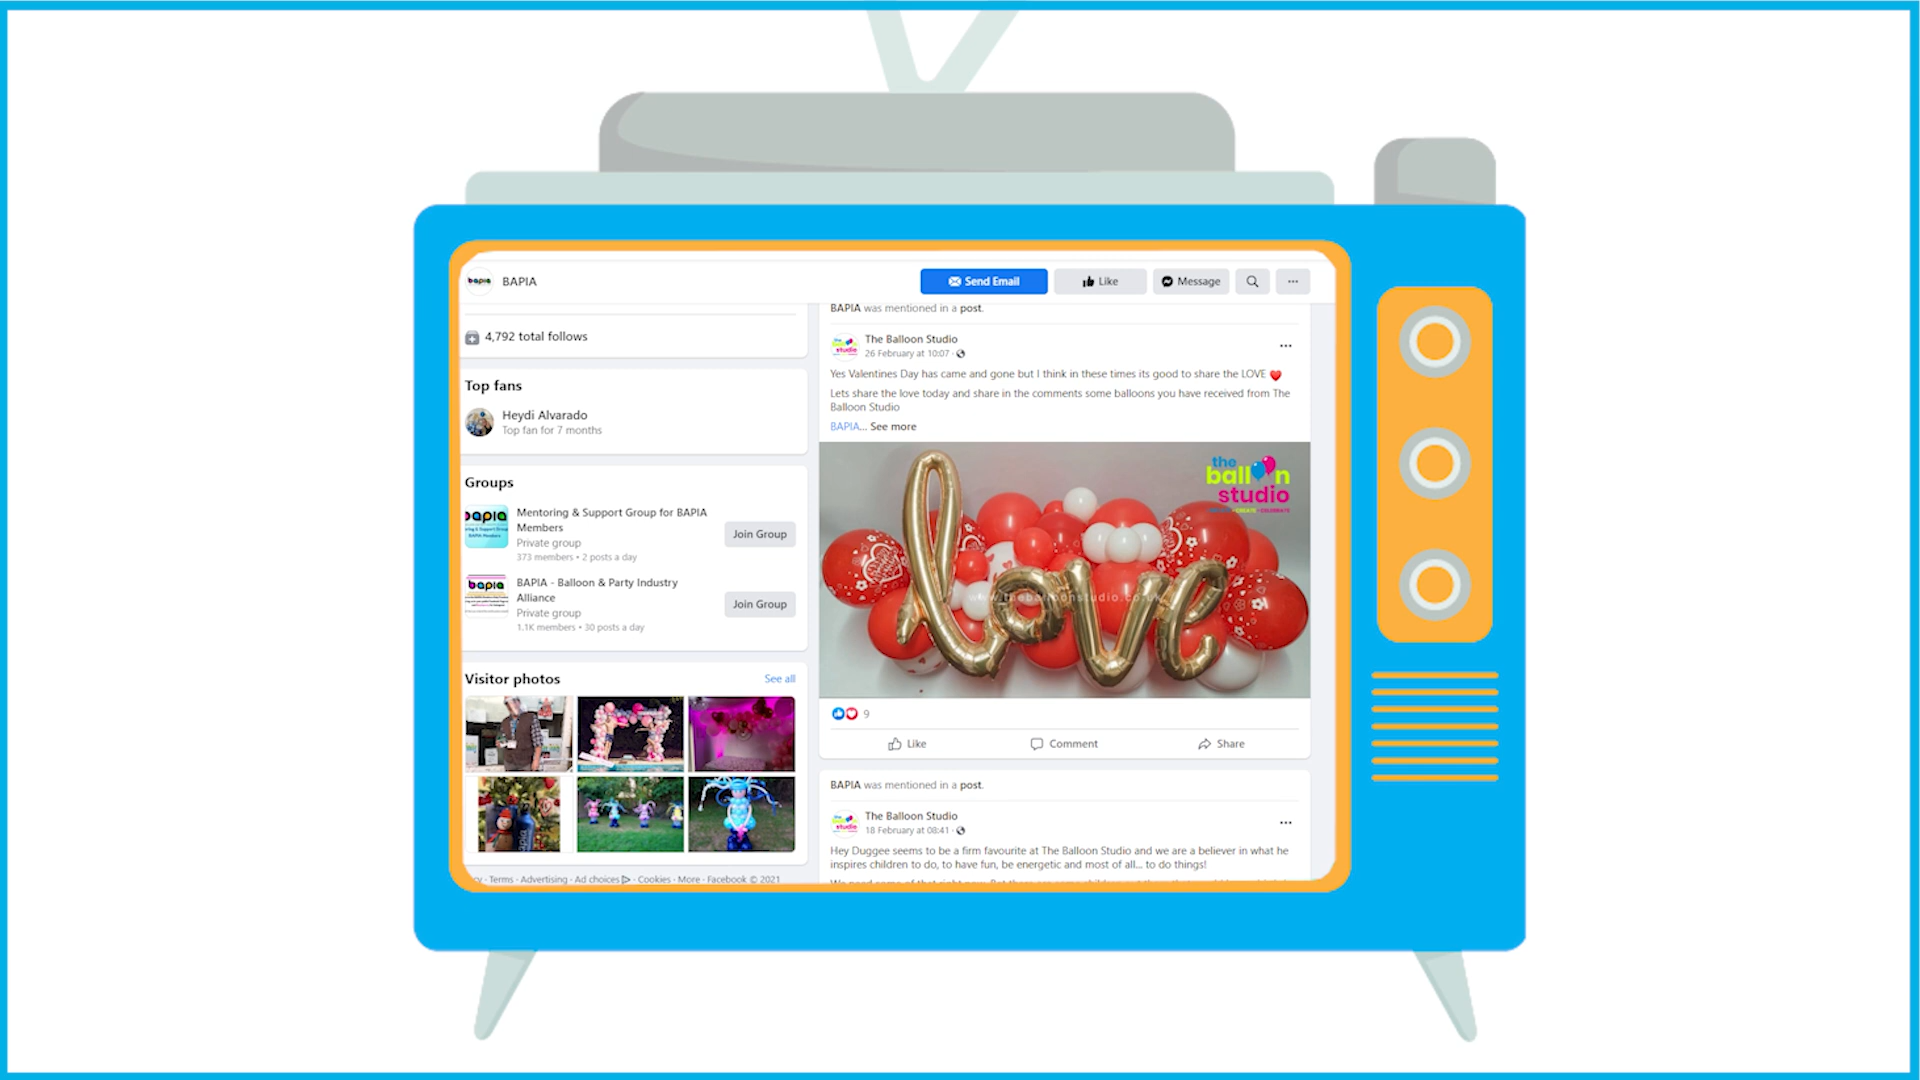 bapia
BAPIA
Send Email
Like
Message
4,792 total follows
Top fans
Heydi Alvarado
Top fan for 7 months
Groups
bapia
Mentoring & Support Group for BAPIA
Members
Private group
373 members • 2 posts a day
Join Group
bapia
BAPIA - Balloon & Party Industry
Alliance
Private group
1.1K members • 30 posts a day
Join Group
Visitor photos
See all
Terms · Advertising · Ad choices · Cookies · More · Facebook © 2021
BAPIA was mentioned in a post.
The Balloon Studio
26 February at 10:07 ·
Yes Valentines Day has came and gone but I think in these times its good to share the LOVE
Lets share the love today and share in the comments some balloons you have received from The
Balloon Studio
BAPIA... See more
the
balloon
studio
love
www.theballoonstudio.co.uk
9
Like
Comment
Share
BAPIA was mentioned in a post.
The Balloon Studio
18 February at 08:41 ·
Hey Duggee seems to be a firm favourite at The Balloon Studio and we are a believer in what he
inspires children to do, to have fun, be energetic and most of all... to do things!